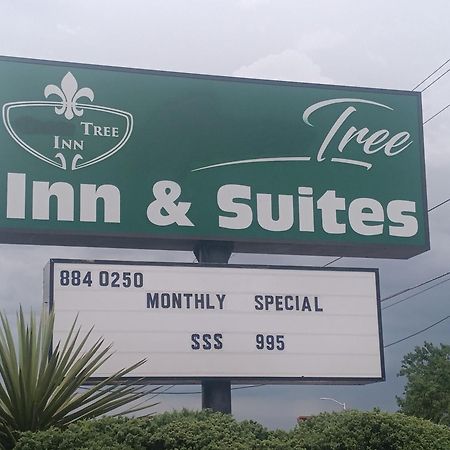 TREE
INN
Tree
Inn & Suites
884 0250
MONTHLY SPECIAL
SSS 995